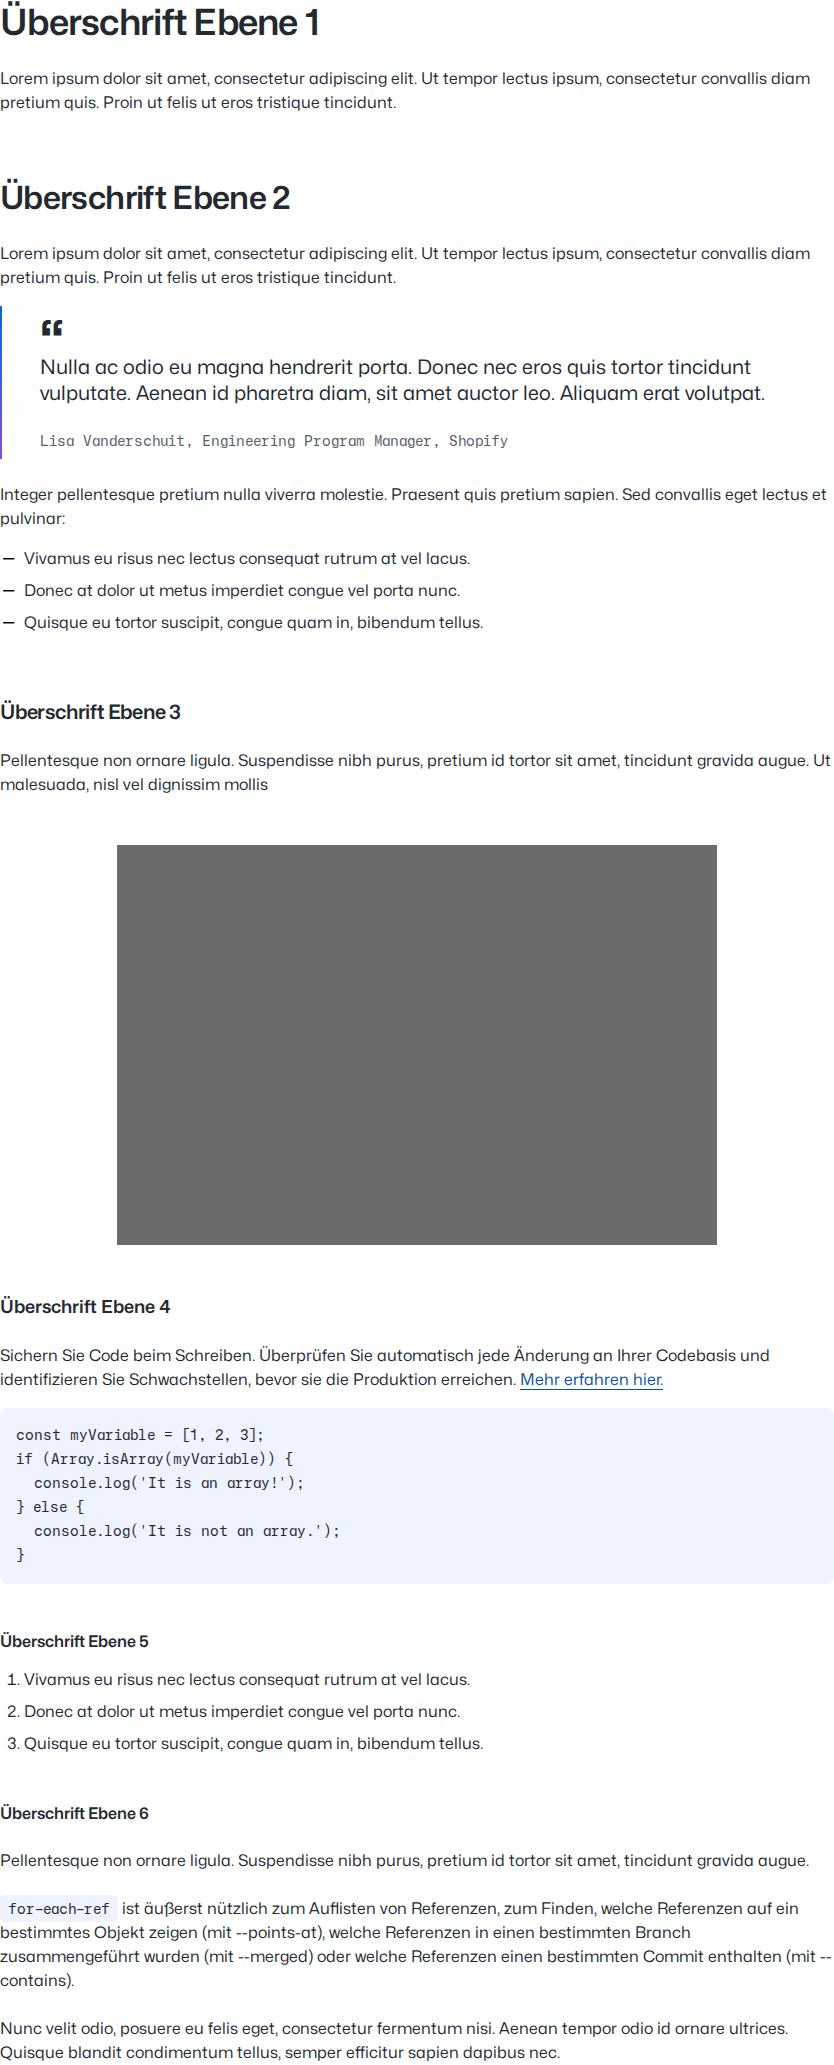 Überschrift Ebene 1
Lorem ipsum dolor sit amet, consectetur adipiscing elit. Ut tempor lectus ipsum, consectetur convallis diam
pretium quis. Proin ut felis ut eros tristique tincidunt.
Überschrift Ebene 2
Lorem ipsum dolor sit amet, consectetur adipiscing elit. Ut tempor lectus ipsum, consectetur convallis diam
pretium quis. Proin ut felis ut eros tristique tincidunt.
“
Nulla ac odio eu magna hendrerit porta. Donec nec eros quis tortor tincidunt
vulputate. Aenean id pharetra diam, sit amet auctor leo. Aliquam erat volutpat.
Lisa Vanderschuit, Engineering Program Manager, Shopify
Integer pellentesque pretium nulla viverra molestie. Praesent quis pretium sapien. Sed convallis eget lectus et
pulvinar:
— Vivamus eu risus nec lectus consequat rutrum at vel lacus.
— Donec at dolor ut metus imperdiet congue vel porta nunc.
— Quisque eu tortor suscipit, congue quam in, bibendum tellus.
Überschrift Ebene 3
Pellentesque non ornare ligula. Suspendisse nibh purus, pretium id tortor sit amet, tincidunt gravida augue. Ut
malesuada, nisl vel dignissim mollis
Überschrift Ebene 4
Sichern Sie Code beim Schreiben. Überprüfen Sie automatisch jede Änderung an Ihrer Codebasis und
identifizieren Sie Schwachstellen, bevor sie die Produktion erreichen. Mehr erfahren hier.
const myVariable = [1, 2, 3];
if (Array.isArray(myVariable)) {
  console.log('It is an array!');
} else {
  console.log('It is not an array.');
}
Überschrift Ebene 5
1. Vivamus eu risus nec lectus consequat rutrum at vel lacus.
2. Donec at dolor ut metus imperdiet congue vel porta nunc.
3. Quisque eu tortor suscipit, congue quam in, bibendum tellus.
Überschrift Ebene 6
Pellentesque non ornare ligula. Suspendisse nibh purus, pretium id tortor sit amet, tincidunt gravida augue.
for-each-ref ist äußerst nützlich zum Auflisten von Referenzen, zum Finden, welche Referenzen auf ein
bestimmtes Objekt zeigen (mit --points-at), welche Referenzen in einen bestimmten Branch
zusammengeführt wurden (mit --merged) oder welche Referenzen einen bestimmten Commit enthalten (mit --
contains).
Nunc velit odio, posuere eu felis eget, consectetur fermentum nisi. Aenean tempor odio id ornare ultrices.
Quisque blandit condimentum tellus, semper efficitur sapien dapibus nec.